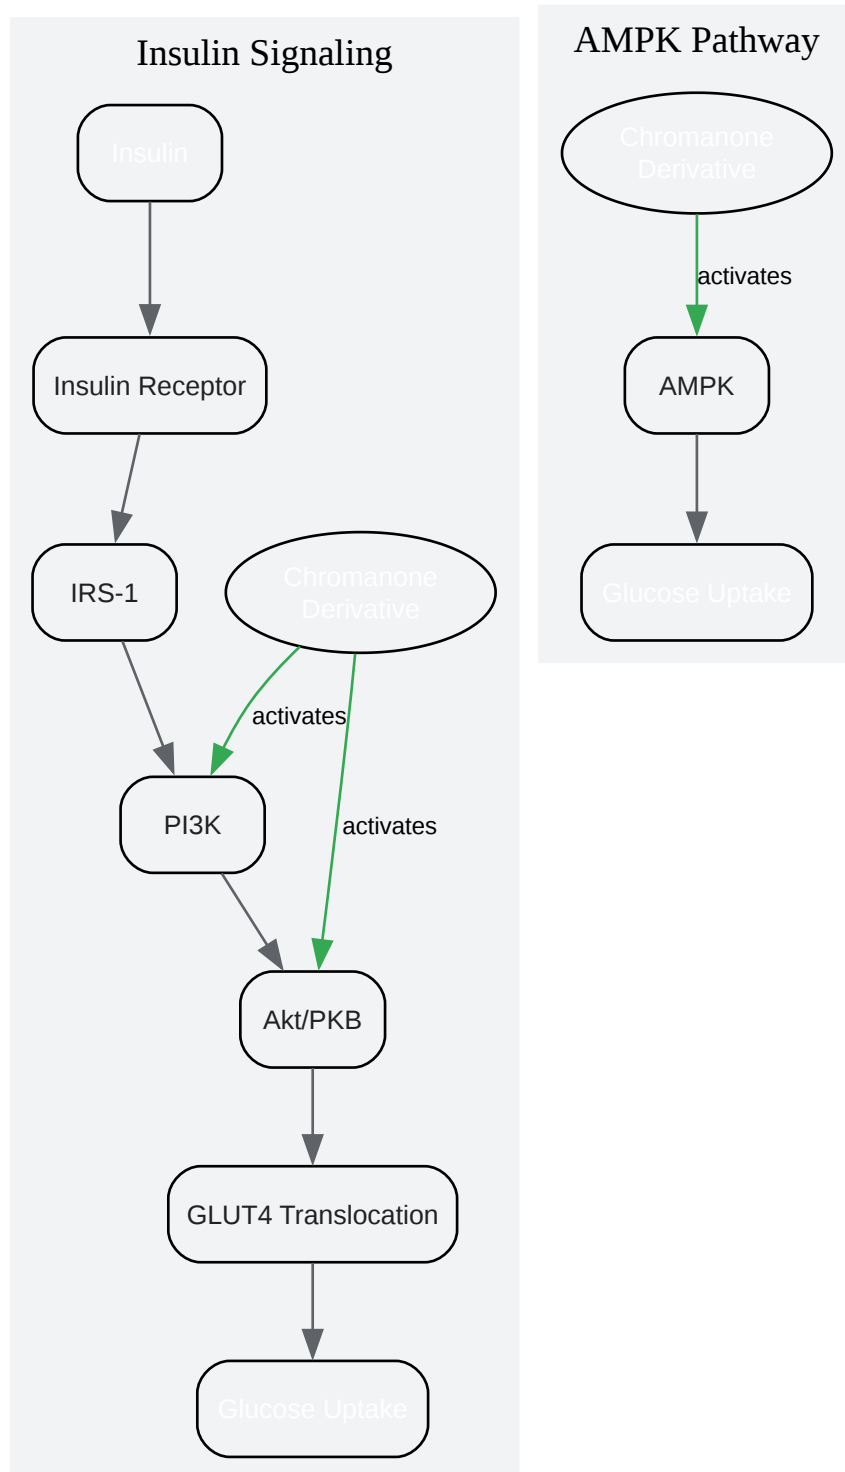 Insulin Signaling
Insulin
Insulin Receptor
IRS-1
Chromanone
Derivative
activates
PI3K
activates
Akt/PKB
GLUT4 Translocation
Glucose Uptake
AMPK Pathway
Chromanone
Derivative
activates
AMPK
Glucose Uptake